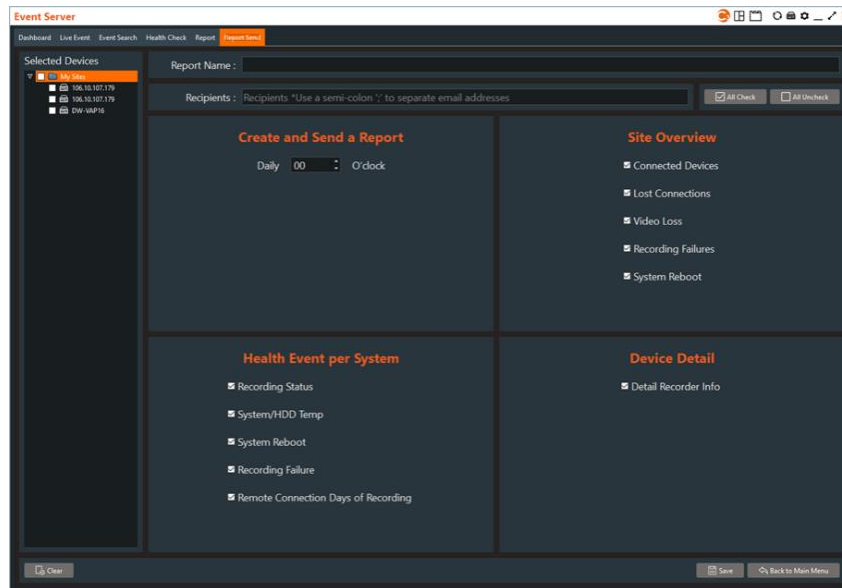 Event Server
Dashboard Live Event Event Search Health Check Report Report Send
Selected Devices
My Sites
106.10.107.179
106.10.107.179
DW-VAP16
Report Name :
Recipients : Recipients *Use a semi-colon ';' to separate email addresses
All Check All Uncheck
Create and Send a Report
Daily 00 O'clock
Site Overview
Connected Devices
Lost Connections
Video Loss
Recording Failures
System Reboot
Health Event per System
Recording Status
System/HDD Temp
System Reboot
Recording Failure
Remote Connection Days of Recording
Device Detail
Detail Recorder Info
Clear Save Back to Main Menu